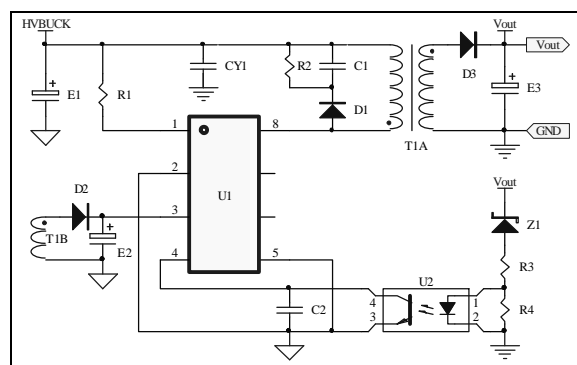 HVBUCK
Vout
Vout
R2
C1
CY1
D3
E1
R1
E3
D1
GND
1
8
T1A
2
U1
D2
Vout
3
T1B
E2
Z1
4
5
R3
U2
C2
4
1
R4
3
2